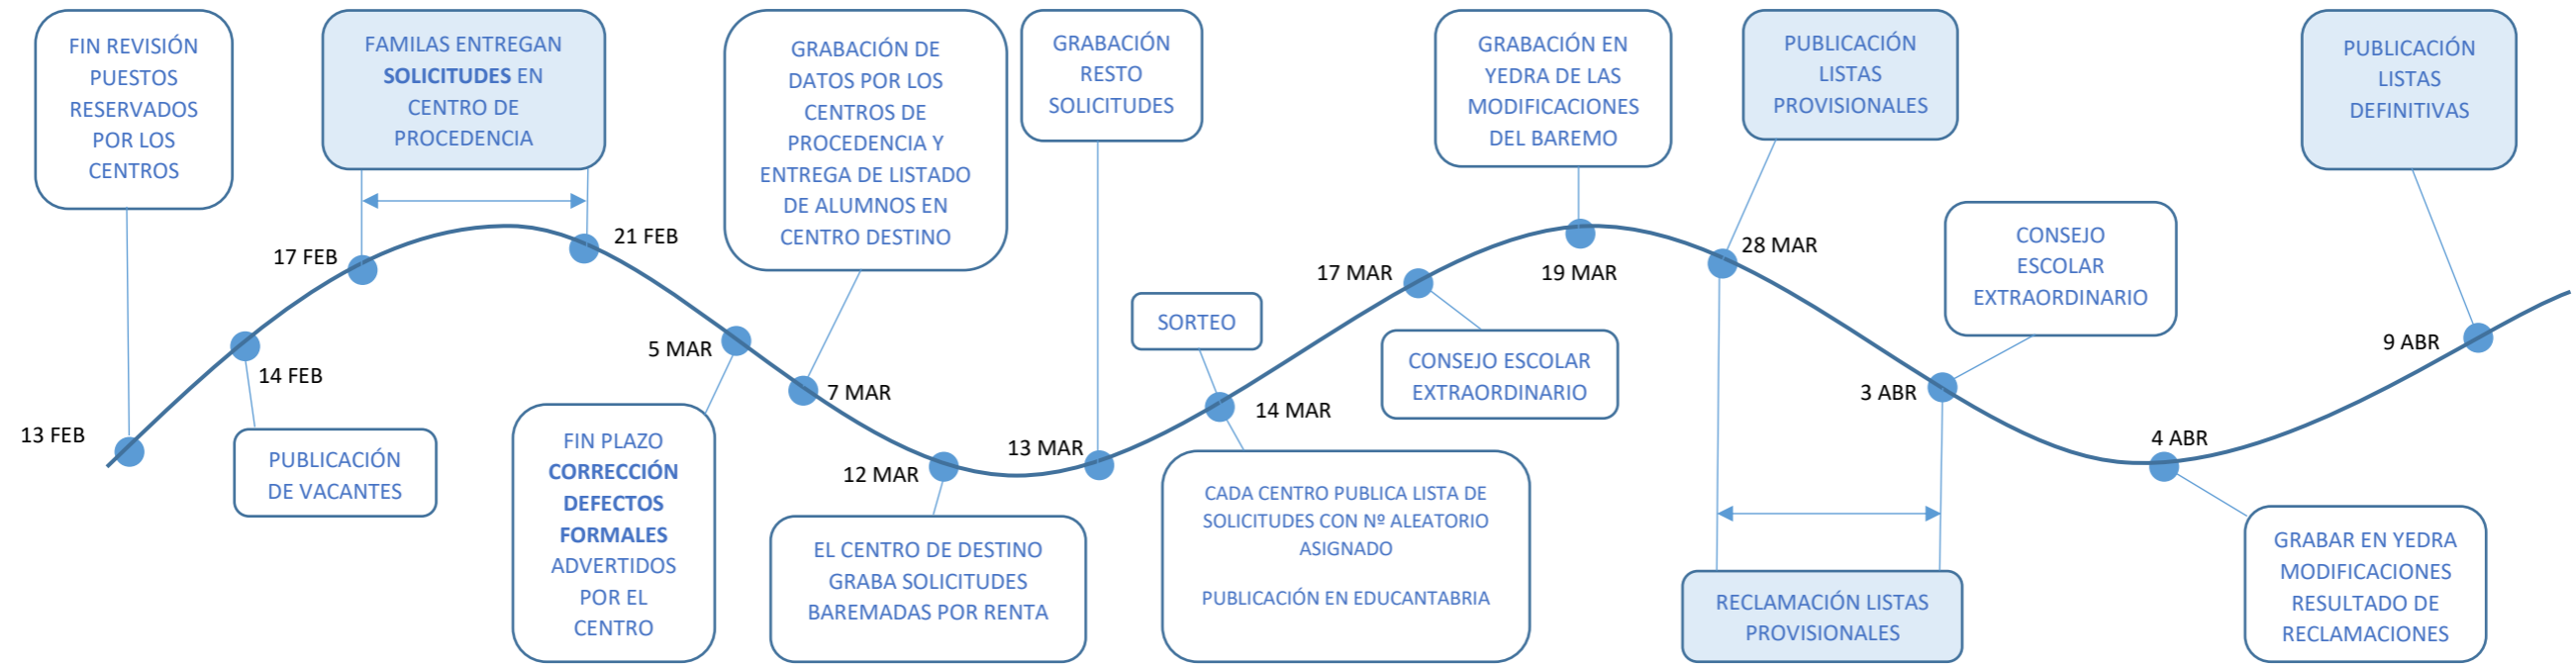 FIN REVISIÓN
PUESTOS
RESERVADOS
POR LOS
CENTROS
13 FEB
14 FEB
PUBLICACIÓN
DE VACANTES
FAMILAS ENTREGAN
SOLICITUDES EN
CENTRO DE
PROCEDENCIA
17 FEB
21 FEB
5 MAR
FIN PLAZO
CORRECCIÓN
DEFECTOS
FORMALES
ADVERTIDOS
POR EL
CENTRO
GRABACIÓN DE
DATOS POR LOS
CENTROS DE
PROCEDENCIA Y
ENTREGA DE LISTADO
DE ALUMNOS EN
CENTRO DESTINO
7 MAR
12 MAR
EL CENTRO DE DESTINO
GRABA SOLICITUDES
BAREMADAS POR RENTA
GRABACIÓN
RESTO
SOLICITUDES
13 MAR
SORTEO
14 MAR
CADA CENTRO PUBLICA LISTA DE
SOLICITUDES CON Nº ALEATORIO
ASIGNADO
PUBLICACIÓN EN EDUCANTABRIA
17 MAR
CONSEJO ESCOLAR
EXTRAORDINARIO
GRABACIÓN EN
YEDRA DE LAS
MODIFICACIONES
DEL BAREMO
19 MAR
PUBLICACIÓN
LISTAS
PROVISIONALES
28 MAR
RECLAMACIÓN LISTAS
PROVISIONALES
CONSEJO
ESCOLAR
EXTRAORDINARIO
3 ABR
4 ABR
GRABAR EN YEDRA
MODIFICACIONES
RESULTADO DE
RECLAMACIONES
PUBLICACIÓN
LISTAS
DEFINITIVAS
9 ABR